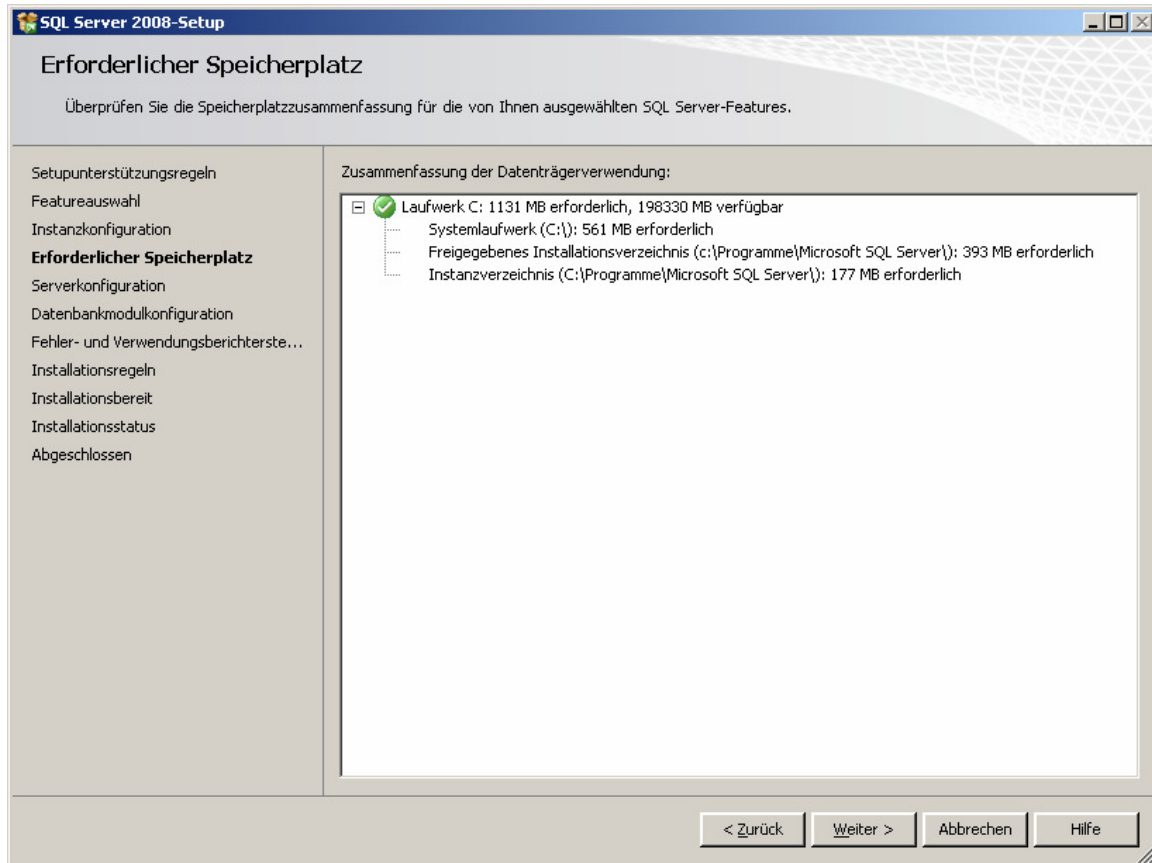 SQL Server 2008-Setup
Erforderlicher Speicherplatz
Überprüfen Sie die Speicherplatzzusammenfassung für die von Ihnen ausgewählten SQL Server-Features.
Setupunterstützungsregeln
Featureauswahl
Instanzkonfiguration
Erforderlicher Speicherplatz
Serverkonfiguration
Datenbankmodulkonfiguration
Fehler- und Verwendungsberichterste...
Installationsregeln
Installationsbereit
Installationsstatus
Abgeschlossen
Zusammenfassung der Datenträgerverwendung:
Laufwerk C: 1131 MB erforderlich, 198330 MB verfügbar
Systemlaufwerk (C:\): 561 MB erforderlich
Freigegebenes Installationsverzeichnis (c:\Programme\Microsoft SQL Server\): 393 MB erforderlich
Instanzverzeichnis (C:\Programme\Microsoft SQL Server\): 177 MB erforderlich
< Zurück
Weiter >
Abbrechen
Hilfe